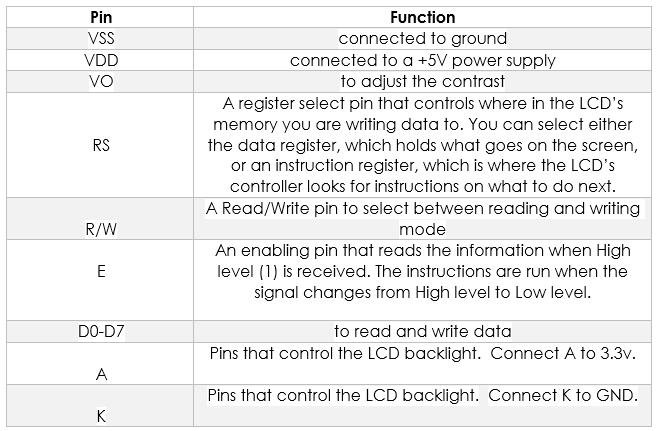 Pin Function
VSS connected to ground
VDD connected to a +5V power supply
VO to adjust the contrast
RS
A register select pin that controls where in the LCD's
memory you are writing data to. You can select either
the data register, which holds what goes on the screen,
or an instruction register, which is where the LCD's
controller looks for instructions on what to do next.
R/W
A Read/Write pin to select between reading and writing
mode
E
An enabling pin that reads the information when High
level (1) is received. The instructions are run when the
signal changes from High level to Low level.
D0-D7 to read and write data
A
Pins that control the LCD backlight. Connect A to 3.3v.
K
Pins that control the LCD backlight. Connect K to GND.